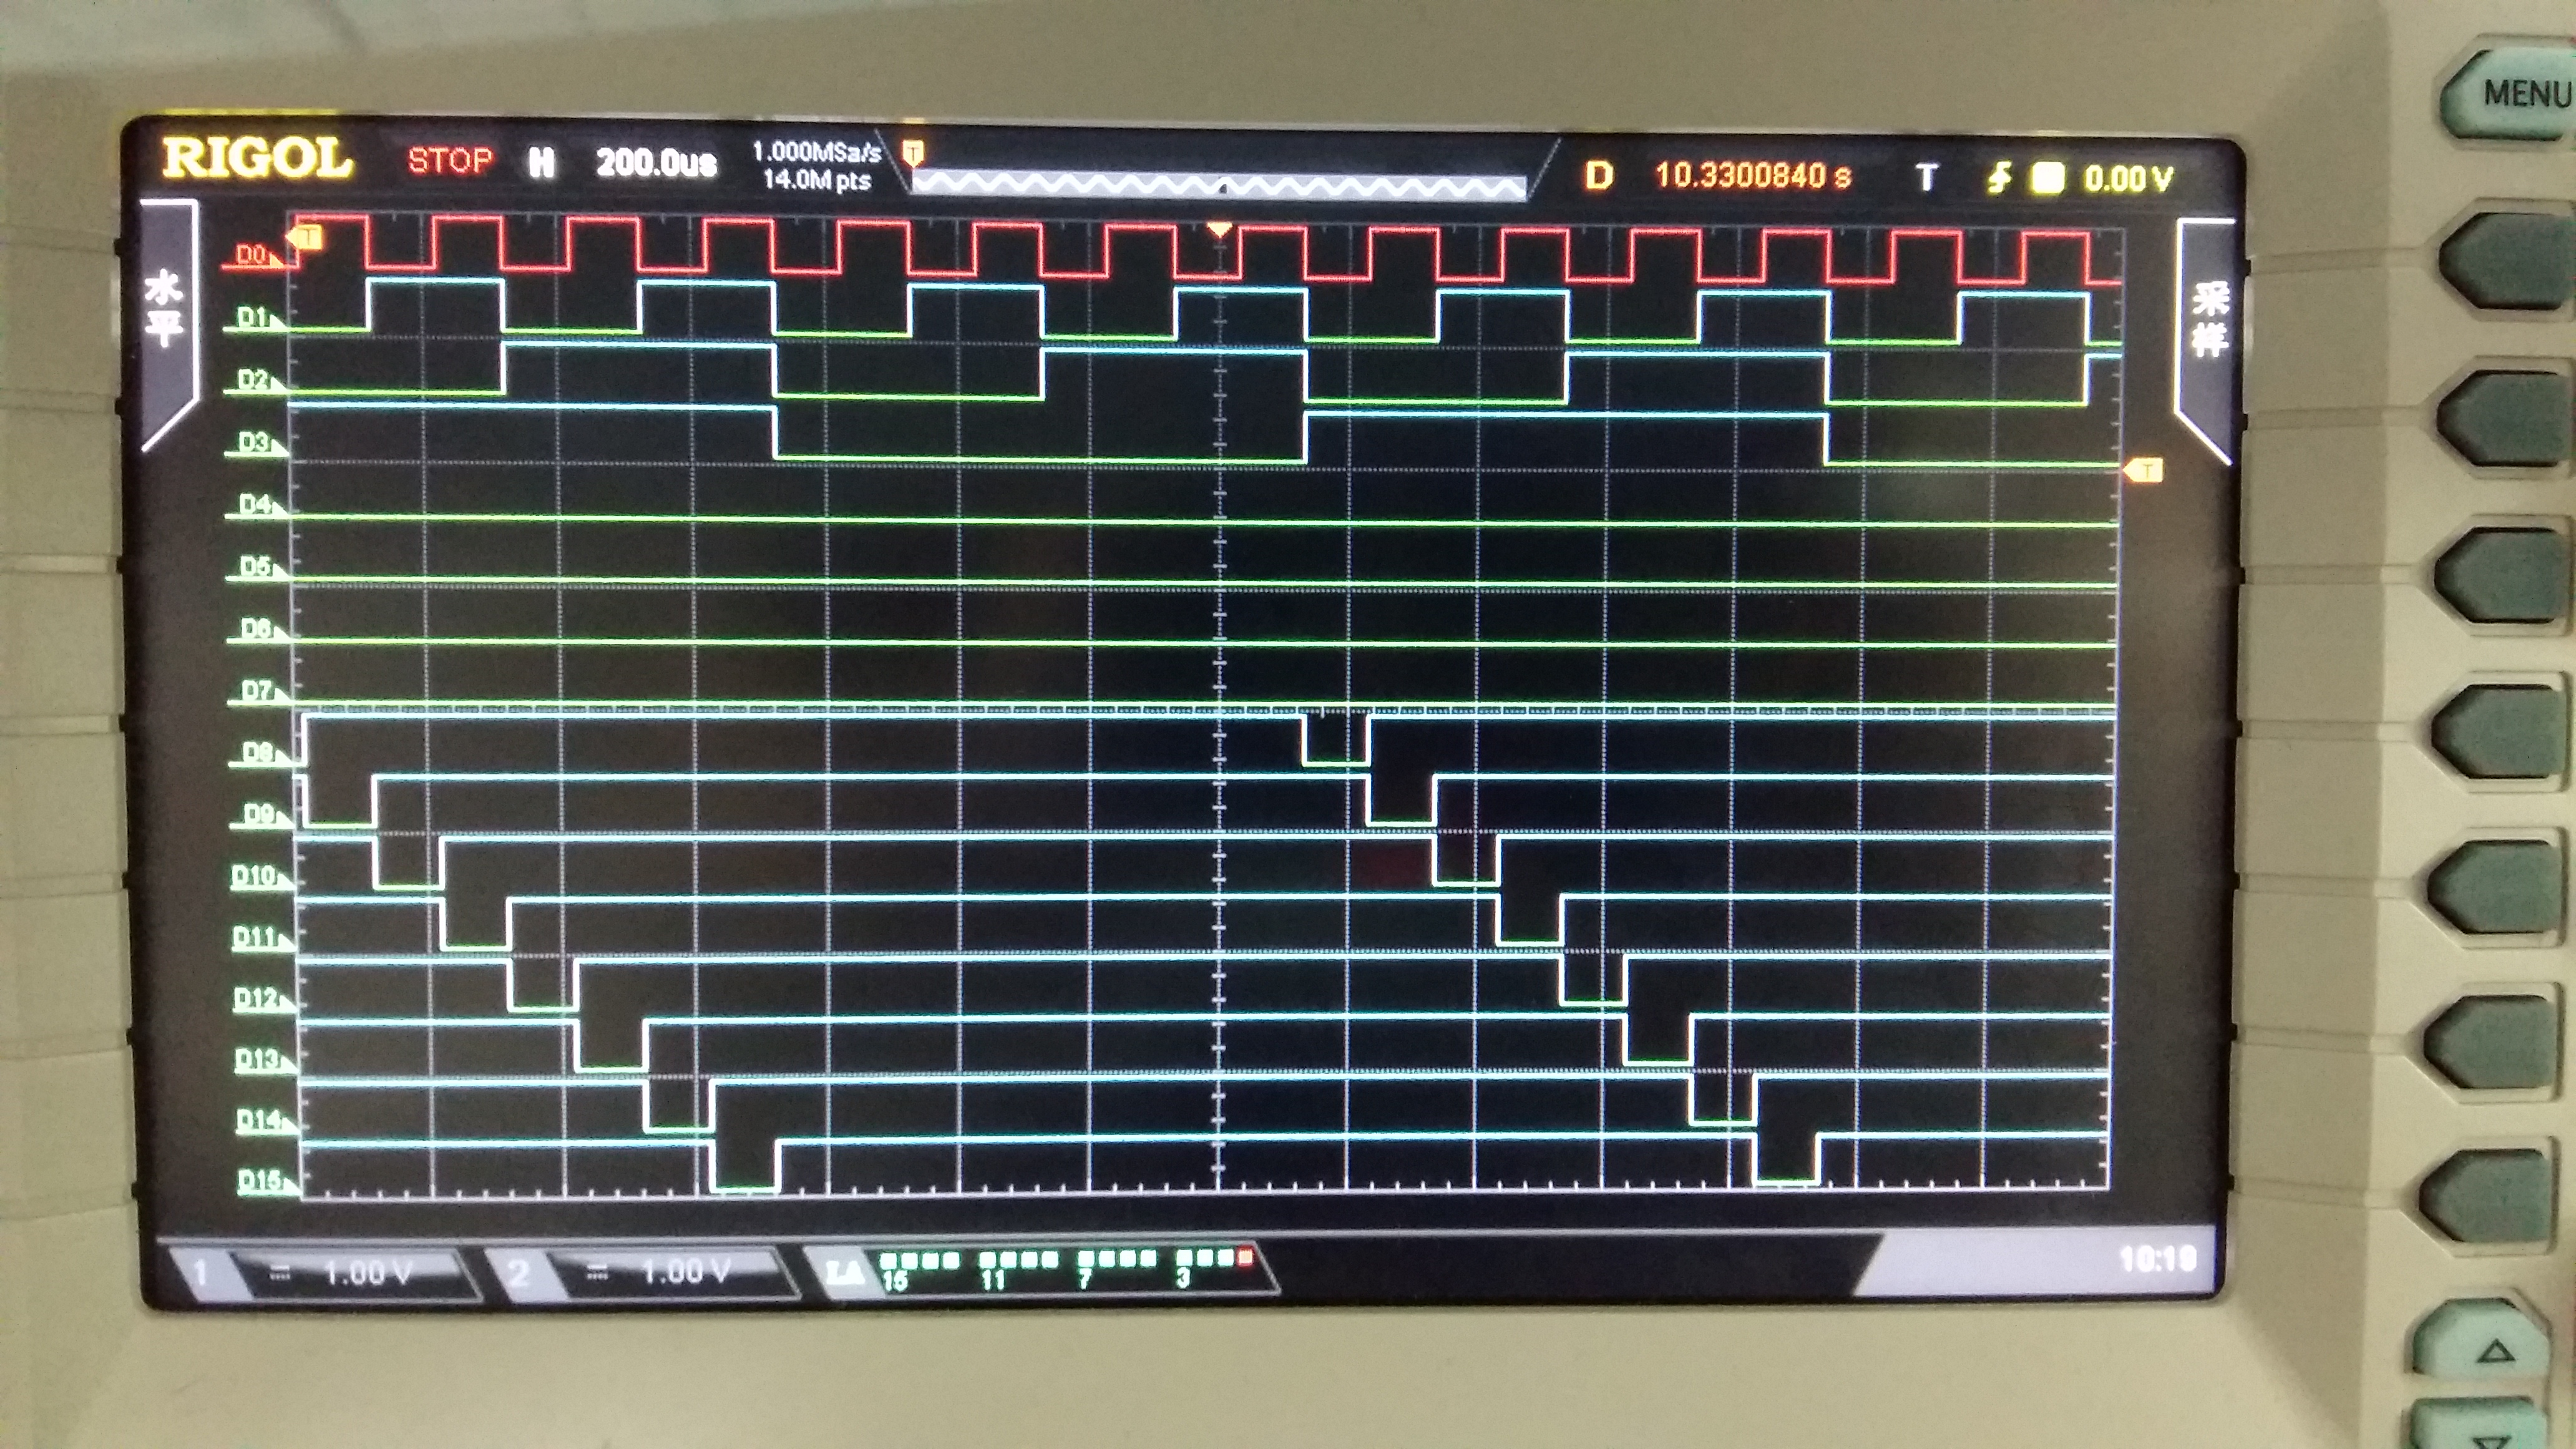 MENU
RIGOL STOP H 200.0us 1.000MSa/s 14.0M pts T D 10.3300840 s T 0.00 V
水平
采样
T
D0
D1
D2
D3
T
D4
D5
D6
D7
D8
D9
D10
D11
D12
D13
D14
D15
1 1.00 V 2 1.00 V LA 15 11 7 3 10:19